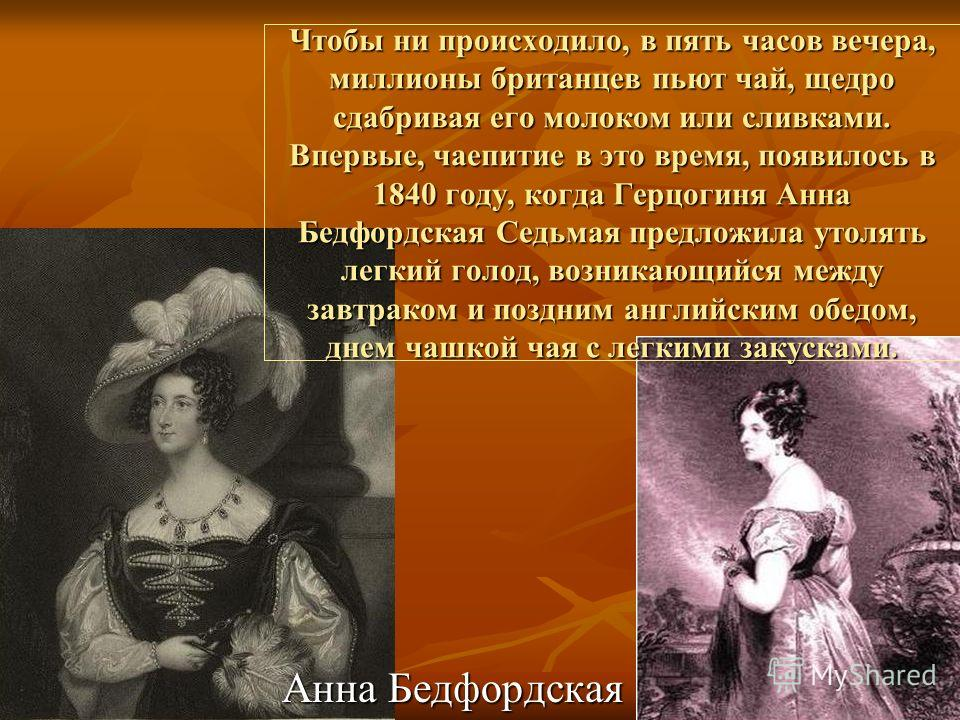 Чтобы ни происходило, в пять часов вечера,
миллионы британцев пьют чай, щедро
сдабривая его молоком или сливками.
Впервые, чаепитие в это время, появилось в
1840 году, когда Герцогиня Анна
Бедфордская Седьмая предложила утолять
легкий голод, возникающийся между
завтраком и поздним английским обедом,
днем чашкой чая с легкими закусками.
Анна Бедфордская
MyShared